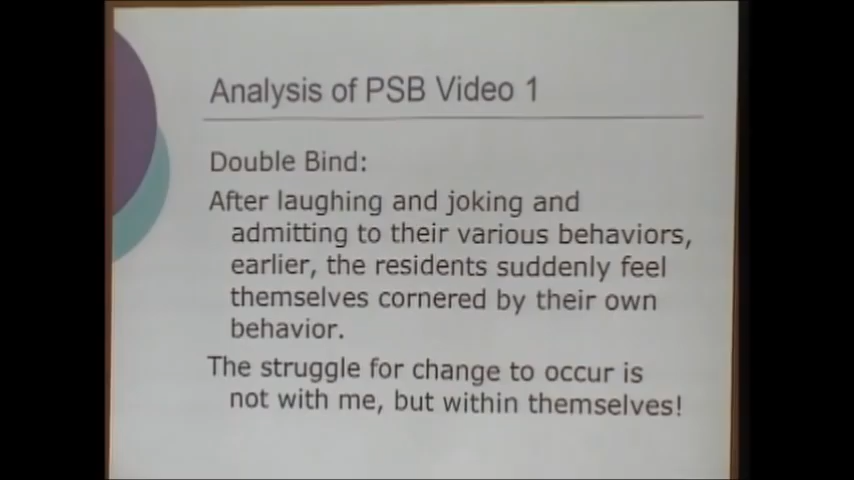 Analysis of PSB Video 1
Double Bind:
After laughing and joking and
admitting to their various behaviors,
earlier, the residents suddenly feel
themselves cornered by their own
behavior.
The struggle for change to occur is
not with me, but within themselves!